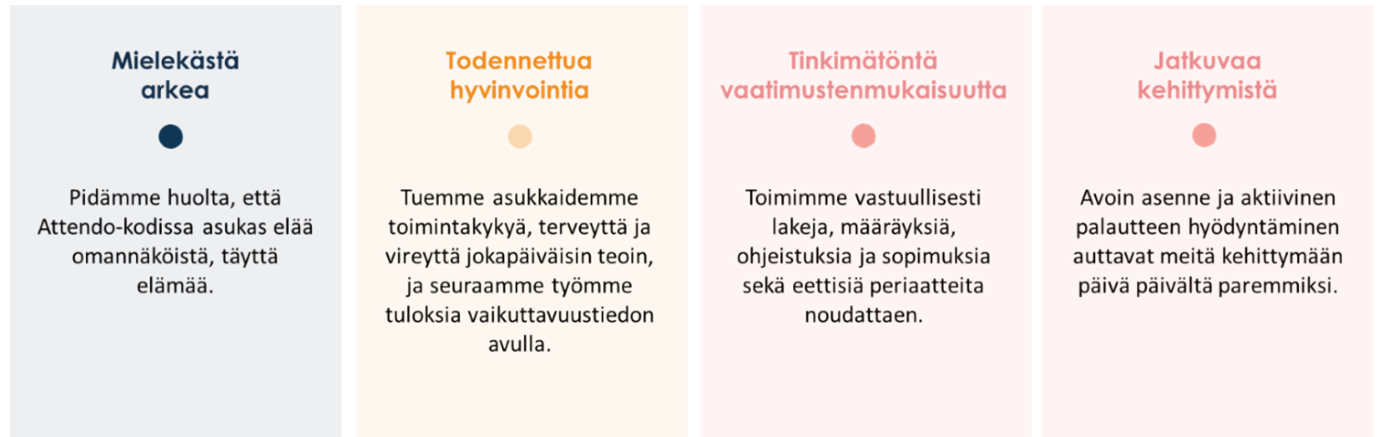 Mielekästä
arkea
Pidämme huolta, että
Attendo-kodissa asukas elää
omannäköistä, täyttä
elämää.
Todennettua
hyvinvointia
Tuemme asukkaidemme
toimintakykyä, terveyttä ja
vireyttä jokapäiväisin teoin,
ja seuraamme työmme
tuloksia vaikuttavuustiedon
avulla.
Tinkimätöntä
vaatimustenmukaisuutta
Toimimme vastuullisesti
lakeja, määräyksiä,
ohjeistuksia ja sopimuksia
sekä eettisiä periaatteita
noudattaen.
Jatkuvaa
kehittymistä
Avoin asenne ja aktiivinen
palautteen hyödyntäminen
auttavat meitä kehittymään
päivä päivältä paremmiksi.